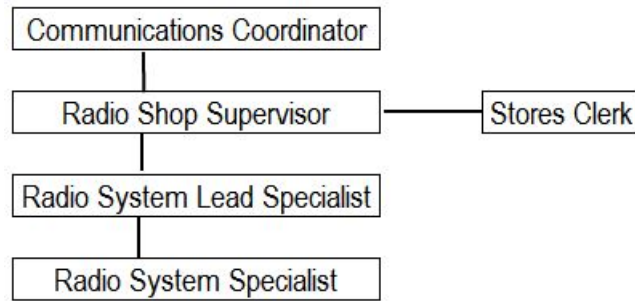 Communications Coordinator
Radio Shop Supervisor
Stores Clerk
Radio System Lead Specialist
Radio System Specialist